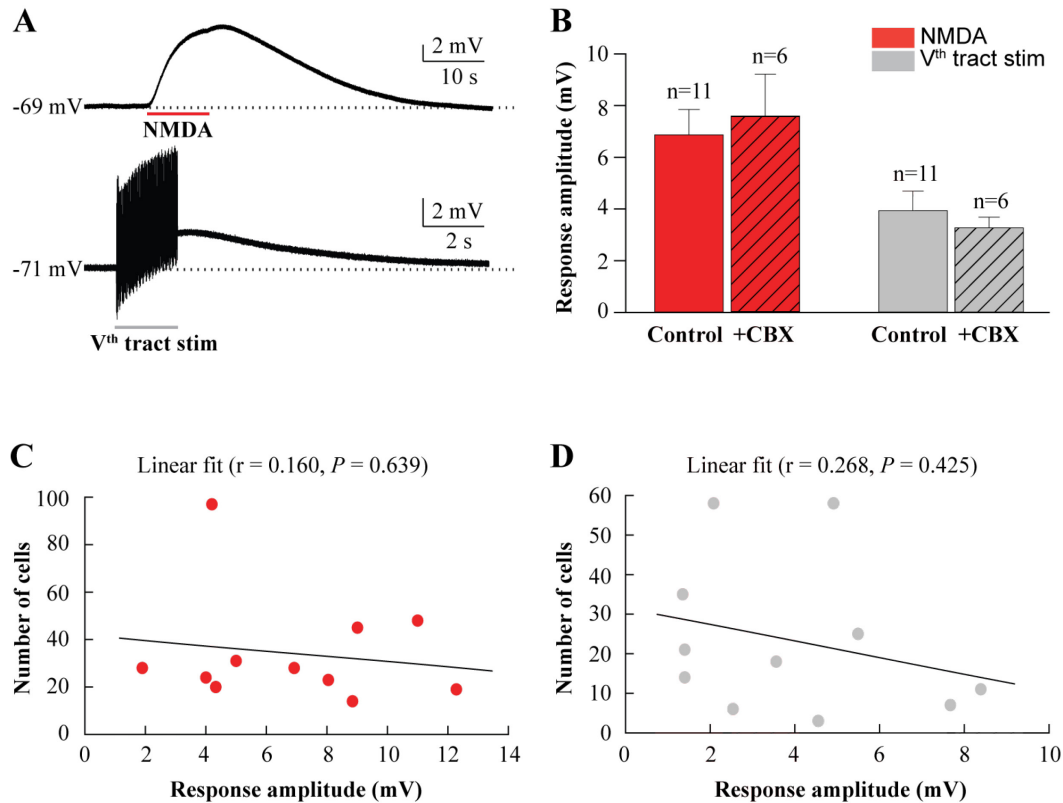 A
2 mV
10 s
-69 mV
NMDA
2 mV
2 s
-71 mV
Vth tract stim
B
NMDA
Vth tract stim
Response amplitude (mV)
10
8
6
4
2
0
n=11
n=6
n=11
n=6
Control +CBX
Control +CBX
C
Linear fit (r = 0.160, P = 0.639)
Number of cells
100
80
60
40
20
0
0 2 4 6 8 10 12 14
Response amplitude (mV)
D
Linear fit (r = 0.268, P = 0.425)
Number of cells
60
50
40
30
20
10
0
0 2 4 6 8 10
Response amplitude (mV)